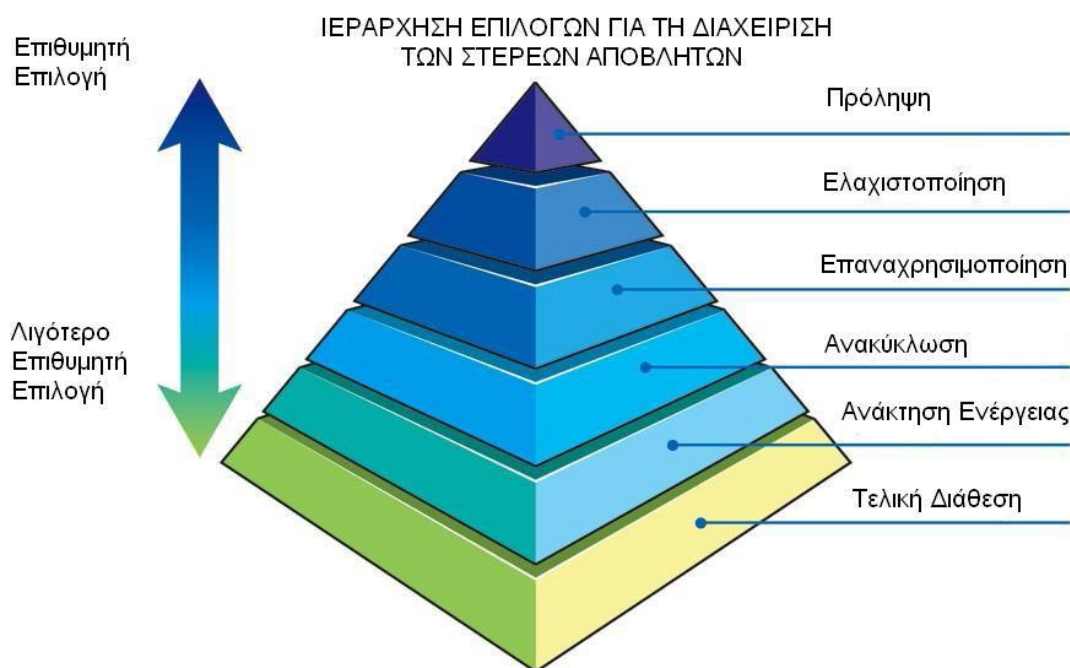 ΙΕΡΑΡΧΗΣΗ ΕΠΙΛΟΓΩΝ ΓΙΑ ΤΗ ΔΙΑΧΕΙΡΙΣΗ
ΤΩΝ ΣΤΕΡΕΩΝ ΑΠΟΒΛΗΤΩΝ
Επιθυμητή
Επιλογή
Πρόληψη
Ελαχιστοποίηση
Επαναχρησιμοποίηση
Λιγότερο
Επιθυμητή
Επιλογή
Ανακύκλωση
Ανάκτηση Ενέργειας
Τελική Διάθεση